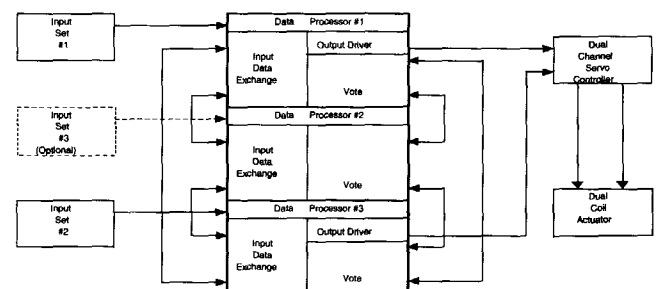 Input
Set
#1
Data Processor #1
Input
Data
Exchange
Output Driver
Vote
Dual
Channel
Servo
Controller
Input
Set
#3
(Optional)
Data Processor #2
Input
Data
Exchange
Vote
Input
Set
#2
Data Processor #3
Input
Data
Exchange
Output Driver
Vote
Dual
Coil
Actuator